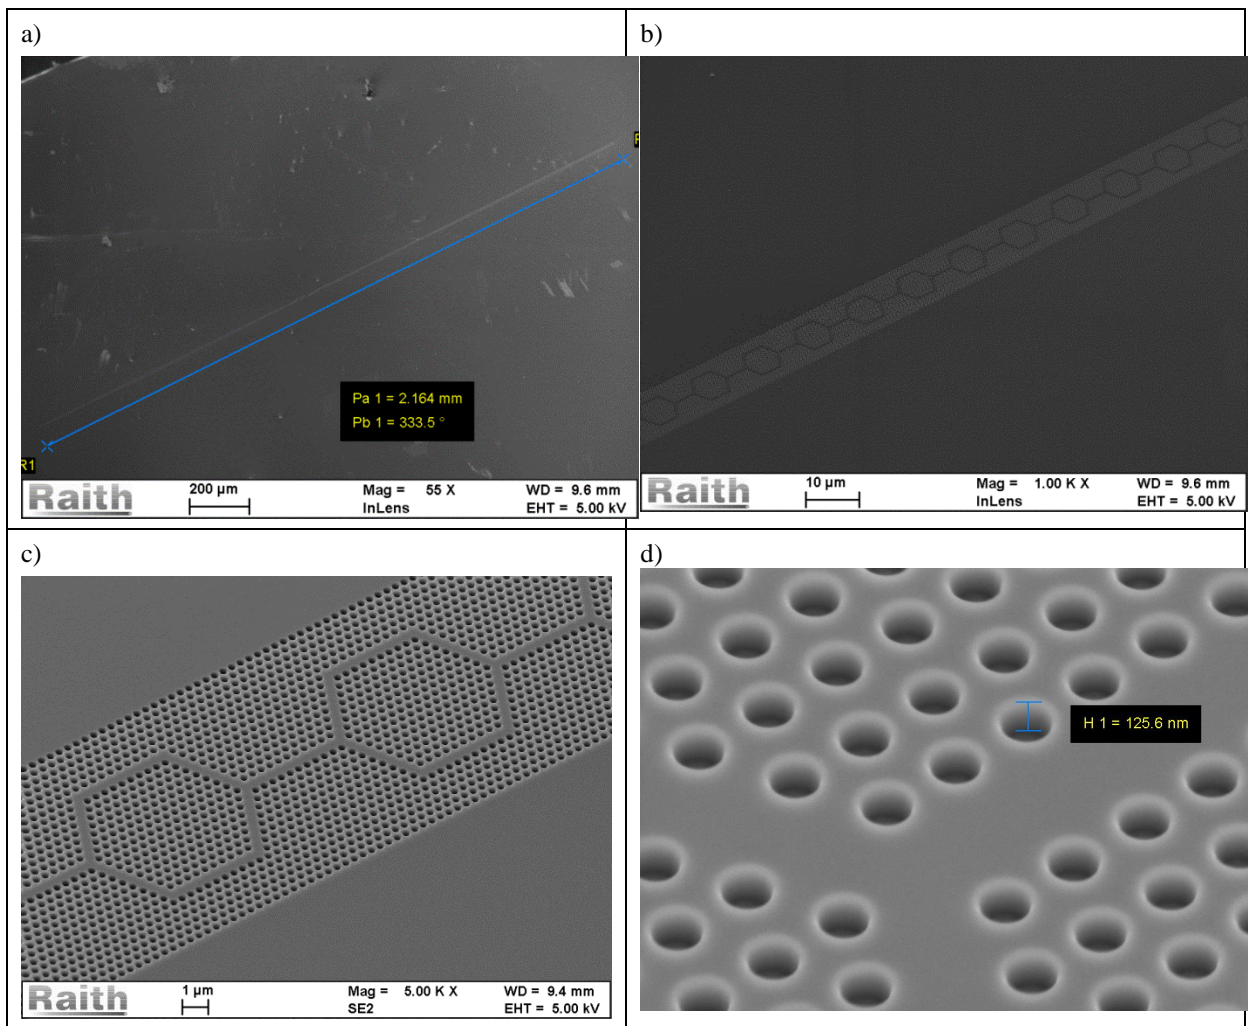 a)
R1
Pa 1 = 2.164 mm
Pb 1 = 333.5 °
Raith
200 µm
Mag = 55 X
InLens
WD = 9.6 mm
EHT = 5.00 kV
b)
Raith
10 µm
Mag = 1.00 K X
InLens
WD = 9.6 mm
EHT = 5.00 kV
c)
Raith
1 µm
Mag = 5.00 K X
SE2
WD = 9.4 mm
EHT = 5.00 kV
d)
H 1 = 125.6 nm